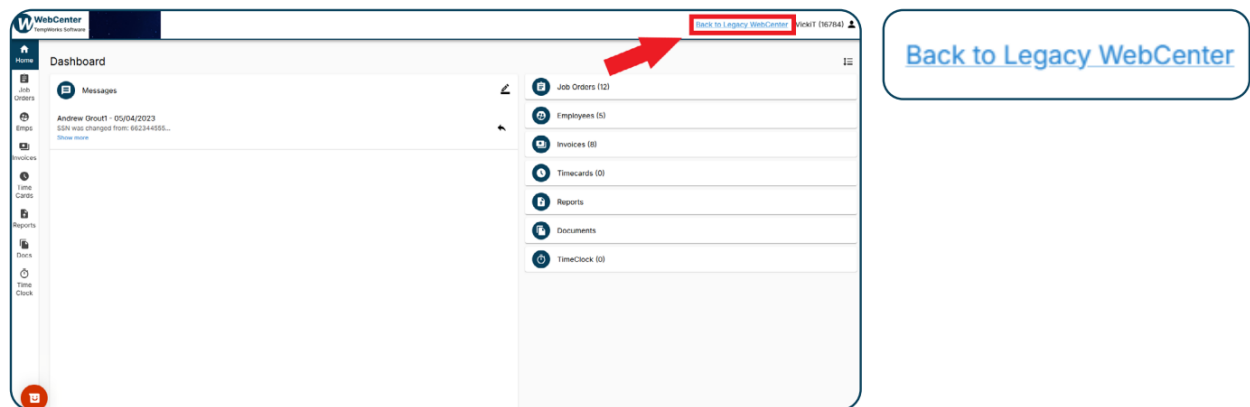 WebCenter
TempWorks Software
Back to Legacy WebCenter
VickiT (16784)
Home
Dashboard
Messages
Andrew Grout1 - 05/04/2023
SSN was changed from: 662344555...
Show more
Job Orders (12)
Employees (5)
Invoices (8)
Timecards (0)
Reports
Documents
TimeClock (0)
Job
Orders
Emps
Invoices
Time
Cards
Reports
Docs
Time
Clock
Back to Legacy WebCenter